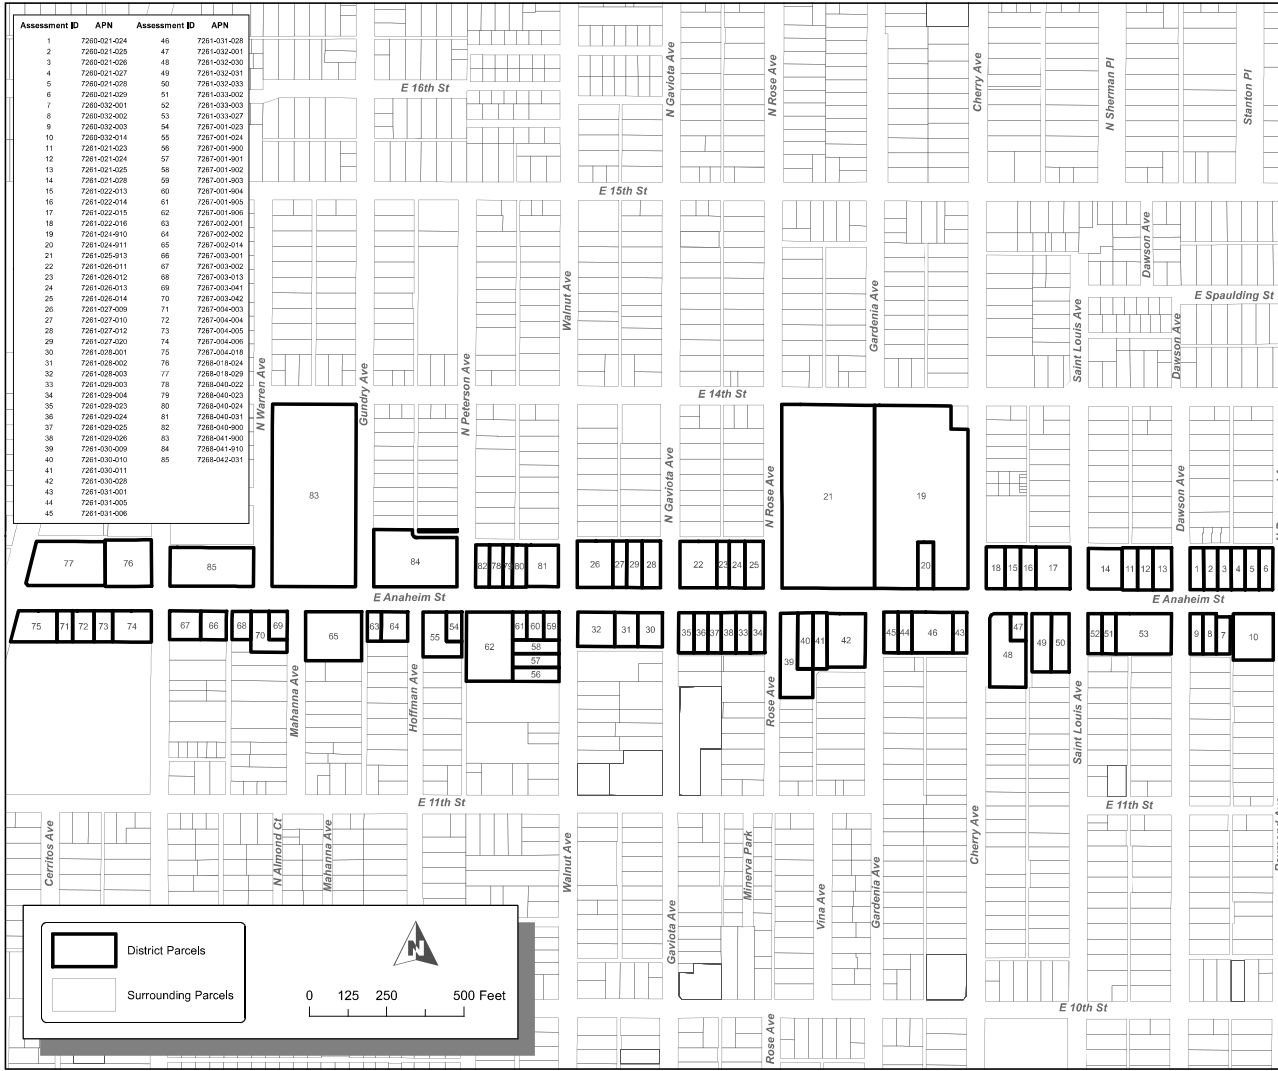 Assessment ID APN Assessment ID APN
1 7260-021-024 46 7261-031-028
2 7260-021-025 47 7261-032-001
3 7260-021-026 48 7261-032-030
4 7260-021-027 49 7261-032-031
5 7260-021-028 50 7261-032-033
6 7260-021-029 51 7261-033-002
7 7260-032-001 52 7261-033-003
8 7260-032-002 53 7261-033-027
9 7260-032-003 54 7267-001-023
10 7260-032-014 55 7267-001-024
11 7261-021-023 56 7267-001-900
12 7261-021-024 57 7267-001-901
13 7261-021-025 58 7267-001-902
14 7261-021-028 59 7267-001-903
15 7261-022-013 60 7267-001-904
16 7261-022-014 61 7267-001-905
17 7261-022-015 62 7267-001-906
18 7261-022-016 63 7267-002-001
19 7261-024-910 64 7267-002-002
20 7261-024-911 65 7267-002-014
21 7261-025-913 66 7267-003-001
22 7261-026-011 67 7267-003-002
23 7261-026-012 68 7267-003-013
24 7261-026-013 69 7267-003-041
25 7261-026-014 70 7267-003-042
26 7261-027-009 71 7267-004-003
27 7261-027-010 72 7267-004-004
28 7261-027-012 73 7267-004-005
29 7261-027-020 74 7267-004-006
30 7261-028-001 75 7267-004-018
31 7261-028-002 76 7268-018-024
32 7261-028-003 77 7268-018-029
33 7261-029-003 78 7268-040-022
34 7261-029-004 79 7268-040-023
35 7261-029-023 80 7268-040-024
36 7261-029-024 81 7268-040-031
37 7261-029-025 82 7268-040-900
38 7261-029-026 83 7268-041-900
39 7261-030-009 84 7268-041-910
40 7261-030-010 85 7268-042-031
41 7261-030-011
42 7261-030-028
43 7261-031-001
44 7261-031-005
45 7261-031-006
E 16th St
N Gaviota Ave
N Rose Ave
Cherry Ave
N Sherman Pl
Stanton Pl
E 15th St
Walnut Ave
Gardenia Ave
Dawson Ave
E Spaulding St
Saint Louis Ave
Dawson Ave
N Warren Ave
Gundry Ave
N Peterson Ave
E 14th St
N Gaviota Ave
N Rose Ave
Cherry Ave
Dawson Ave
83
21
19
77
76
85
84
82
78
79
80
81
26
27
29
28
22
23
24
25
20
18
15
16
17
14
11
12
13
1
2
3
4
5
6
E Anaheim St
E Anaheim St
75
71
72
73
74
67
66
68
70
69
65
63
64
55
54
62
61
60
59
58
57
56
32
31
30
35
36
37
38
33
34
39
40
41
42
45
44
46
43
48
47
49
50
52
51
53
9
8
7
10
Mahanna Ave
Hoffman Ave
Rose Ave
Saint Louis Ave
E 11th St
E 11th St
Cerritos Ave
N Almond Ct
Mahanna Ave
Walnut Ave
Gaviota Ave
Minerva Park
Vina Ave
Gardenia Ave
Cherry Ave
E 10th St
Rose Ave
District Parcels
Surrounding Parcels
N
0 125 250 500 Feet